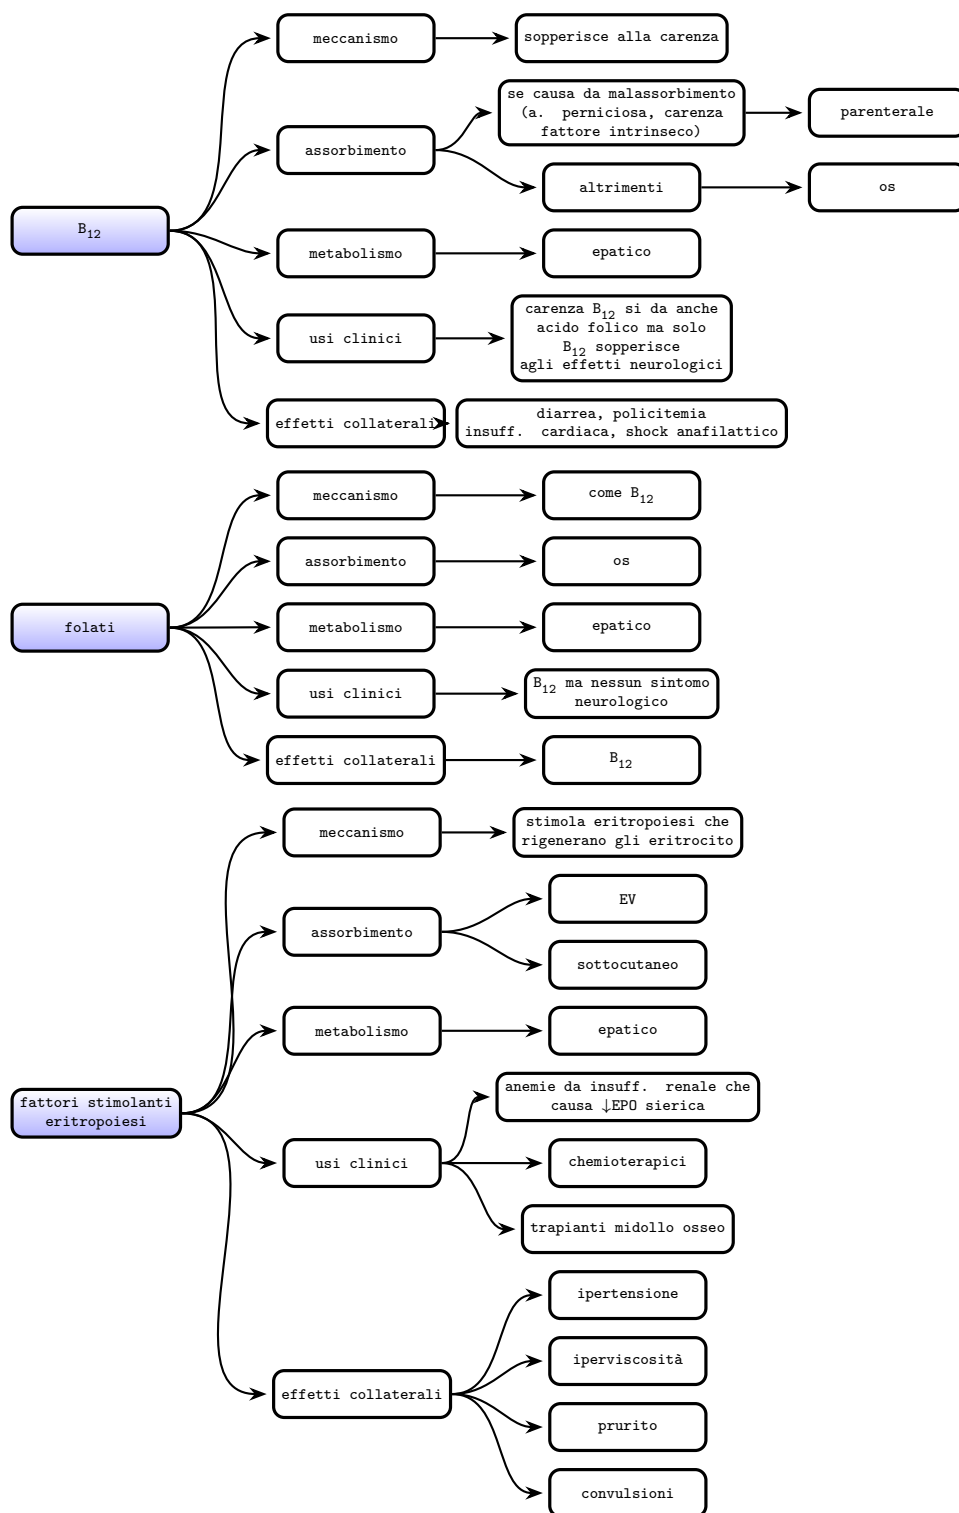 B12
meccanismo
sopperisce alla carenza
assorbimento
se causa da malassorbimento
(a. perniciosa, carenza
fattore intrinseco)
parenterale
altrimenti
os
metabolismo
epatico
usi clinici
carenza B12 si da anche
acido folico ma solo
B12 sopperisce
agli effetti neurologici
effetti collaterali
diarrea, policitemia
insuff. cardiaca, shock anafilattico
folati
meccanismo
come B12
assorbimento
os
metabolismo
epatico
usi clinici
B12 ma nessun sintomo
neurologico
effetti collaterali
B12
fattori stimolanti
eritropoiesi
meccanismo
stimola eritropoiesi che
rigenerano gli eritrocito
assorbimento
EV
sottocutaneo
metabolismo
epatico
usi clinici
anemie da insuff. renale che
causa ↓EPO sierica
chemioterapici
trapianti midollo osseo
effetti collaterali
ipertensione
iperviscosità
prurito
convulsioni